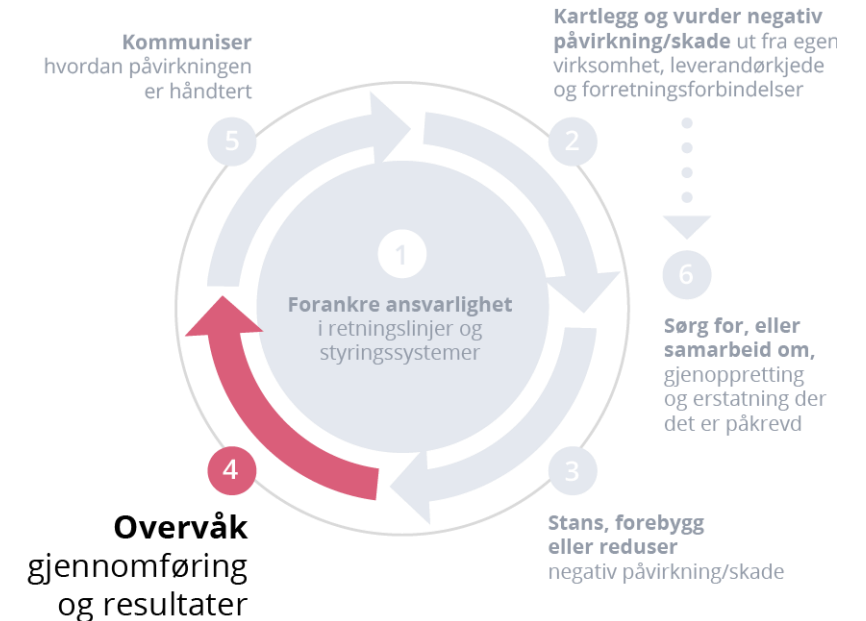 Kommuniser
hvordan påvirkningen
er håndtert
5
Kartlegg og vurder negativ
påvirkning/skade ut fra egen
virksomhet, leverandørkjede
og forretningsforbindelser
2
1
Forankre ansvarlighet
i retningslinjer og
styringssystemer
6
Sørg for, eller
samarbeid om,
gjenoppretting
og erstatning der
det er påkrevd
4
Overvåk
gjennomføring
og resultater
3
Stans, forebygg
eller reduser
negativ påvirkning/skade